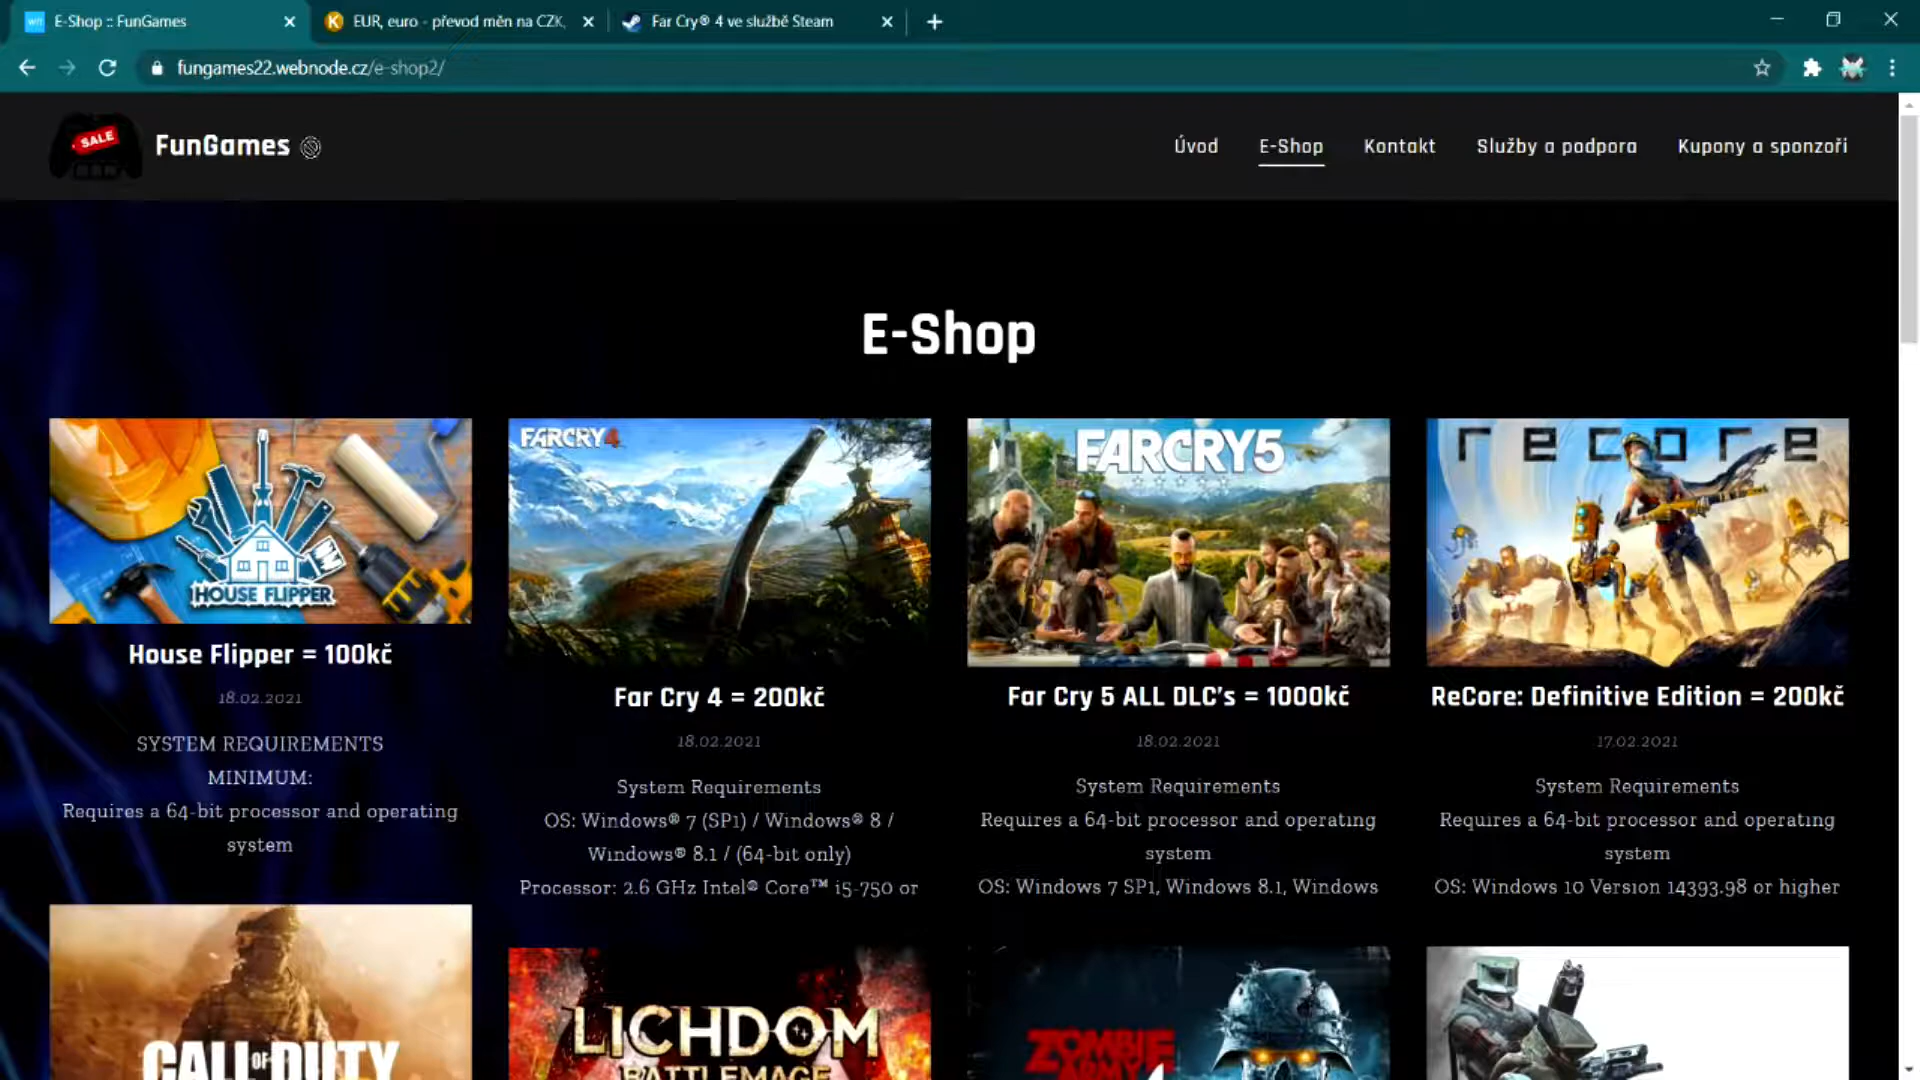 E-Shop :: FunGames
EUR, euro - převod měn na CZK,
Far Cry® 4 ve službě Steam
fungames22.webnode.cz/e-shop2/
SALE
FunGames
Úvod
E-Shop
Kontakt
Služby a podpora
Kupony a sponzoři
E-Shop
HOUSE FLIPPER
House Flipper = 100kč
18.02.2021
SYSTEM REQUIREMENTS
MINIMUM:
Requires a 64-bit processor and operating
system
FARCRY4
Far Cry 4 = 200kč
18.02.2021
System Requirements
OS: Windows® 7 (SP1) / Windows® 8 /
Windows® 8.1 / (64-bit only)
Processor: 2.6 GHz Intel® Core™ i5-750 or
FARCRY5
Far Cry 5 ALL DLC's = 1000kč
18.02.2021
System Requirements
Requires a 64-bit processor and operating
system
OS: Windows 7 SP1, Windows 8.1, Windows
recore
ReCore: Definitive Edition = 200kč
17.02.2021
System Requirements
Requires a 64-bit processor and operating
system
OS: Windows 10 Version 14393.98 or higher
CALL OF DUTY
LICHDOM
BATTLEMAGE
ZOMBIE
ARMY
4